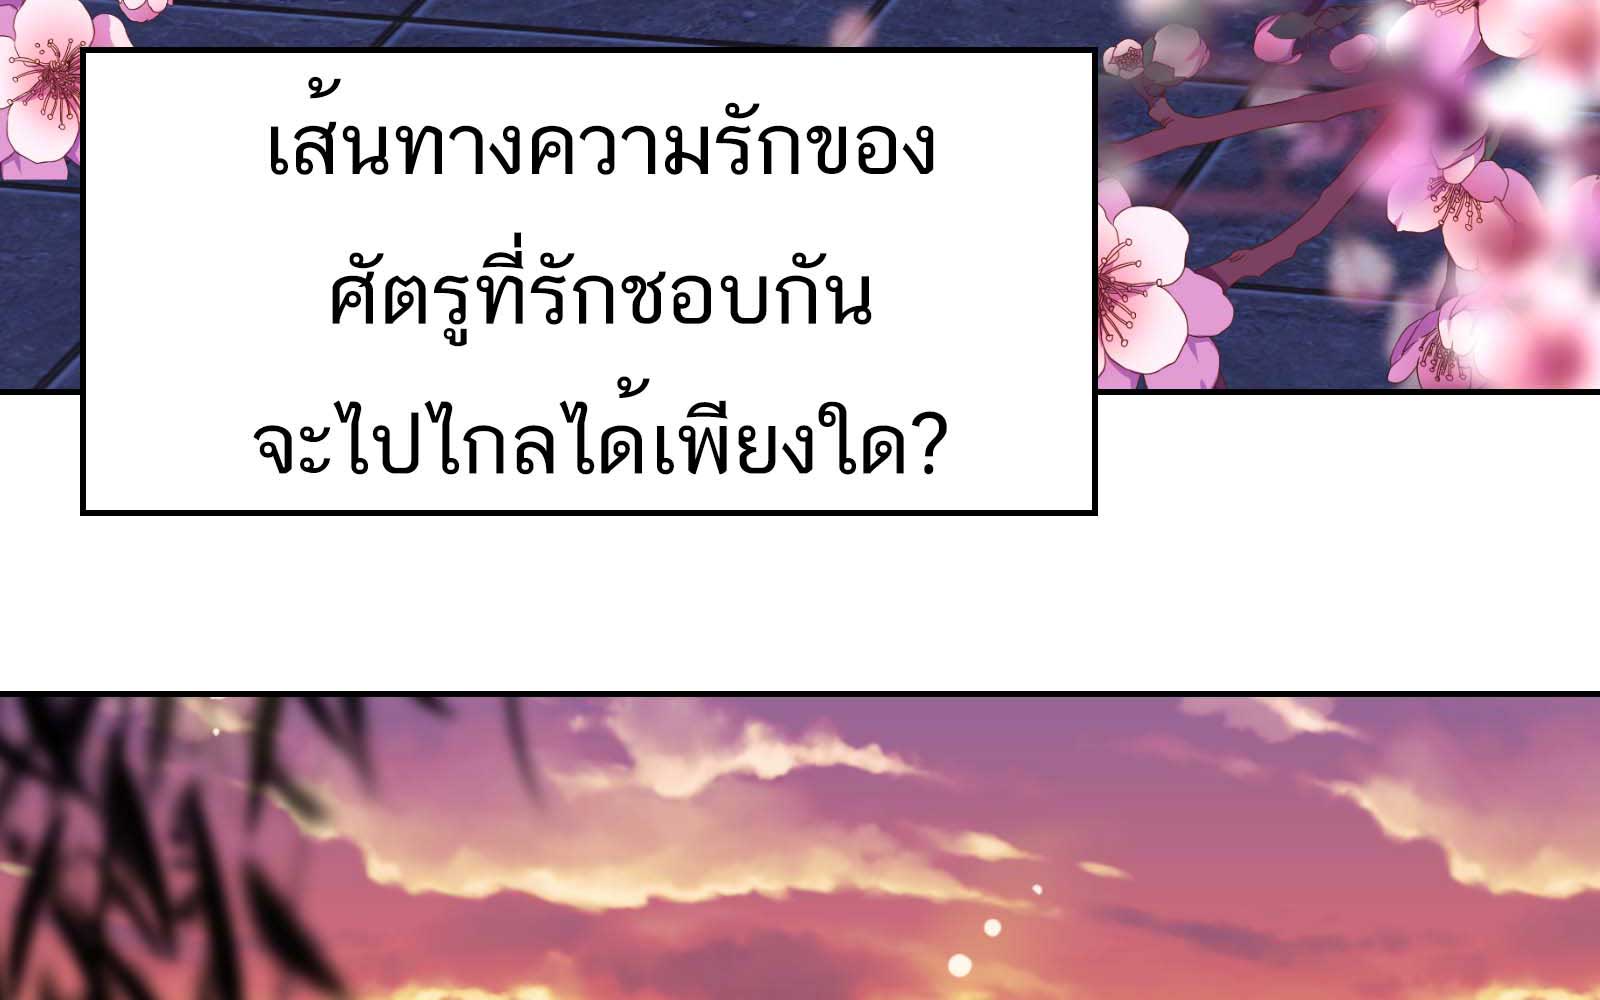 เส้นทางความรักของ
ศัตรูที่รักชอบกัน
จะไปไกลได้เพียงใด?